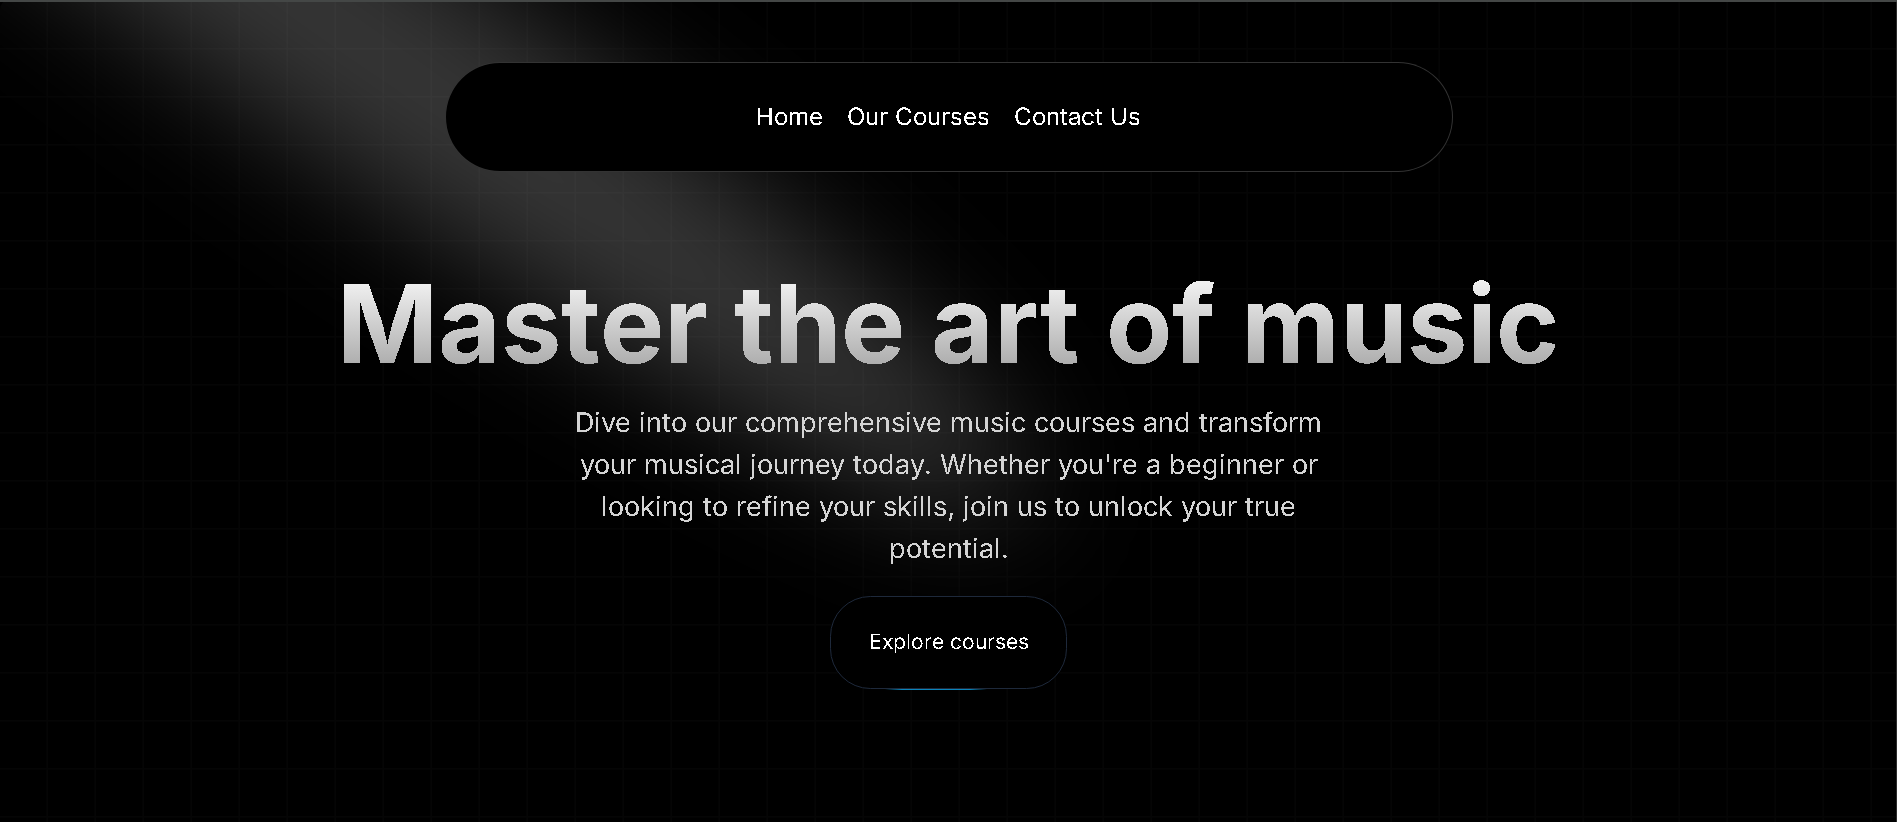 Home Our Courses Contact Us
Master the art of music
Dive into our comprehensive music courses and transform
your musical journey today. Whether you're a beginner or
looking to refine your skills, join us to unlock your true
potential.
Explore courses